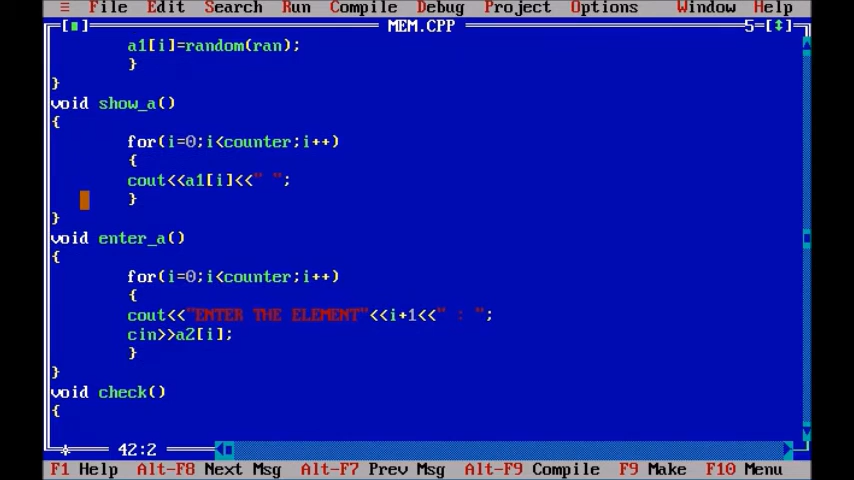 ≡ File Edit Search Run Compile Debug Project Options Window Help
[■] MEM.CPP 5=[↕]
a1[i]=random(ran);
}
}
void show_a()
{
for(i=0;i<counter;i++)
{
cout<<a1[i]<<" ";
}
}
void enter_a()
{
for(i=0;i<counter;i++)
{
cout<<"ENTER THE ELEMENT"<<i+1<<" : ";
cin>>a2[i];
}
}
void check()
{
42:2
F1 Help Alt-F8 Next Msg Alt-F7 Prev Msg Alt-F9 Compile F9 Make F10 Menu